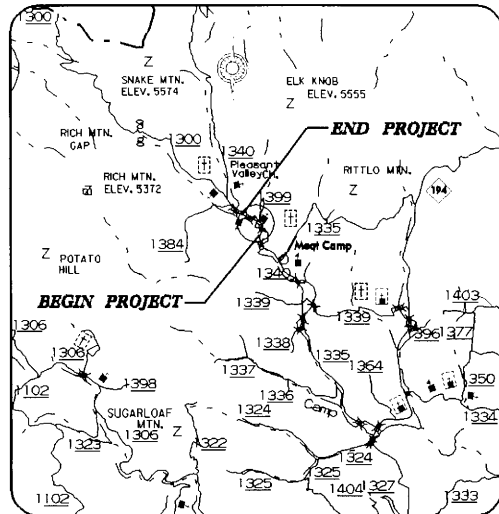 1300
SNAKE MTN.
ELEV. 5574
ELK KNOB
ELEV. 5555
END PROJECT
RICH MTN.
GAP
1300
1340
Pleasant
Valley Ch.
RITTLO MTN.
194
RICH MTN.
ELEV. 5372
1399
1335
1384
Meat Camp
POTATO
HILL
1340
BEGIN PROJECT
1339
1339
1403
1306
1396
1377
1306
1338
1335
1364
350
1337
1102
1398
1336
Camp
1334
SUGARLOAF
MTN.
1306
1324
1323
1322
1324
1325
1325
1102
1404
1327
1333